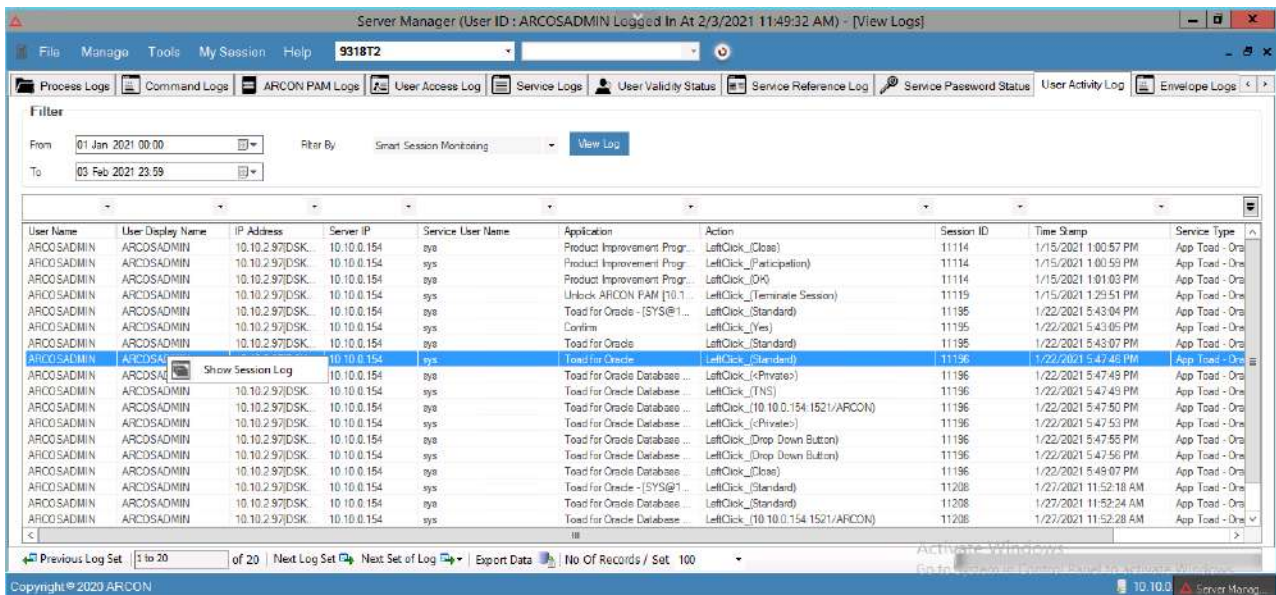 Server Manager (User ID : ARCOSADMIN Logged In At 2/3/2021 11:49:32 AM) - [View Logs]
File Manage Tools My Session Help 9318T2
Process Logs Command Logs ARCON PAM Logs User Access Log Service Logs User Validity Status Service Reference Log Service Password Status User Activity Log Envelope Logs
Filter
From 01 Jan 2021 00:00 Filter By Smart Session Monitoring View Log
To 03 Feb 2021 23:59
User Name User Display Name IP Address Server IP Service User Name Application Action Session ID Time Stamp Service Type
ARCOSADMIN ARCOSADMIN 10.10.2.97|DSK... 10.10.0.154 sys Product Improvement Progr... LeftClick_(Close) 11114 1/15/2021 1:00:57 PM App Toad - Ora
ARCOSADMIN ARCOSADMIN 10.10.2.97|DSK... 10.10.0.154 sys Product Improvement Progr... LeftClick_(Participation) 11114 1/15/2021 1:00:59 PM App Toad - Ora
ARCOSADMIN ARCOSADMIN 10.10.2.97|DSK... 10.10.0.154 sys Product Improvement Progr... LeftClick_(OK) 11114 1/15/2021 1:01:03 PM App Toad - Ora
ARCOSADMIN ARCOSADMIN 10.10.2.97|DSK... 10.10.0.154 sys Unlock ARCON PAM [10.1... LeftClick_(Terminate Session) 11119 1/15/2021 1:29:51 PM App Toad - Ora
ARCOSADMIN ARCOSADMIN 10.10.2.97|DSK... 10.10.0.154 sys Toad for Oracle - [SYS@1... LeftClick_(Standard) 11195 1/22/2021 5:43:04 PM App Toad - Ora
ARCOSADMIN ARCOSADMIN 10.10.2.97|DSK... 10.10.0.154 sys Confirm LeftClick_(Yes) 11195 1/22/2021 5:43:05 PM App Toad - Ora
ARCOSADMIN ARCOSADMIN 10.10.2.97|DSK... 10.10.0.154 sys Toad for Oracle LeftClick_(Standard) 11195 1/22/2021 5:43:07 PM App Toad - Ora
ARCOSADMIN ARCOSA 10.10.0.154 sys Toad for Oracle LeftClick_(Standard) 11196 1/22/2021 5:47:46 PM App Toad - Ora
ARCOSADMIN ARCOSA Show Session Log 10.10.0.154 sys Toad for Oracle Database ... LeftClick_(<Private>) 11196 1/22/2021 5:47:49 PM App Toad - Ora
ARCOSADMIN ARCOSADMIN 10.10.2.97|DSK... 10.10.0.154 sys Toad for Oracle Database ... LeftClick_(TNS) 11196 1/22/2021 5:47:49 PM App Toad - Ora
ARCOSADMIN ARCOSADMIN 10.10.2.97|DSK... 10.10.0.154 sys Toad for Oracle Database ... LeftClick_(10.10.0.154:1521/ARCON) 11196 1/22/2021 5:47:50 PM App Toad - Ora
ARCOSADMIN ARCOSADMIN 10.10.2.97|DSK... 10.10.0.154 sys Toad for Oracle Database ... LeftClick_(<Private>) 11196 1/22/2021 5:47:53 PM App Toad - Ora
ARCOSADMIN ARCOSADMIN 10.10.2.97|DSK... 10.10.0.154 sys Toad for Oracle Database ... LeftClick_(Drop Down Button) 11196 1/22/2021 5:47:55 PM App Toad - Ora
ARCOSADMIN ARCOSADMIN 10.10.2.97|DSK... 10.10.0.154 sys Toad for Oracle Database ... LeftClick_(Drop Down Button) 11196 1/22/2021 5:47:56 PM App Toad - Ora
ARCOSADMIN ARCOSADMIN 10.10.2.97|DSK... 10.10.0.154 sys Toad for Oracle Database ... LeftClick_(Close) 11196 1/22/2021 5:49:07 PM App Toad - Ora
ARCOSADMIN ARCOSADMIN 10.10.2.97|DSK... 10.10.0.154 sys Toad for Oracle - [SYS@1... LeftClick_(Standard) 11208 1/27/2021 11:52:18 AM App Toad - Ora
ARCOSADMIN ARCOSADMIN 10.10.2.97|DSK... 10.10.0.154 sys Toad for Oracle Database ... LeftClick_(Standard) 11208 1/27/2021 11:52:24 AM App Toad - Ora
ARCOSADMIN ARCOSADMIN 10.10.2.97|DSK... 10.10.0.154 sys Toad for Oracle Database ... LeftClick_(10.10.0.154:1521/ARCON) 11208 1/27/2021 11:52:28 AM App Toad - Ora
Previous Log Set 1 to 20 of 20 Next Log Set Next Set of Log Export Data No Of Records / Set 100
Activate Windows
Go to System in Control Panel to activate Windows.
Copyright © 2020 ARCON 10.10.0 Server Manag...